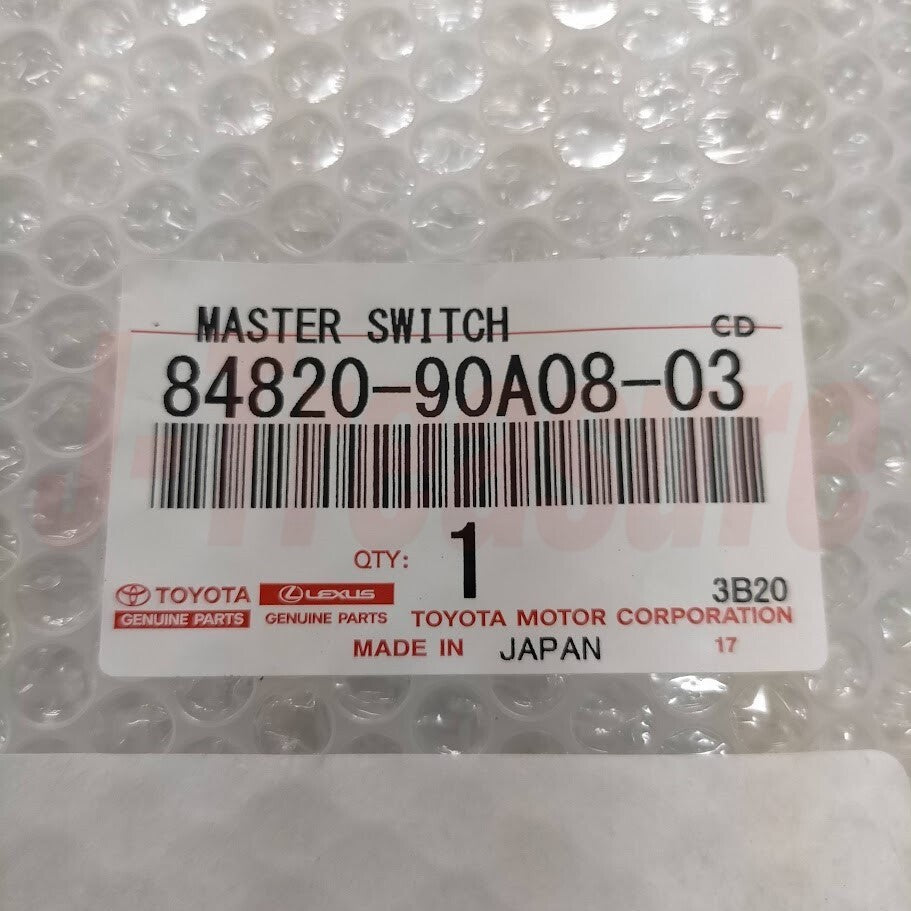 MASTER SWITCH CD
84820-90A08-03
QTY: 1
3B20
TOYOTA LEXUS
GENUINE PARTS GENUINE PARTS TOYOTA MOTOR CORPORATION
MADE IN JAPAN 17
J-Treasure